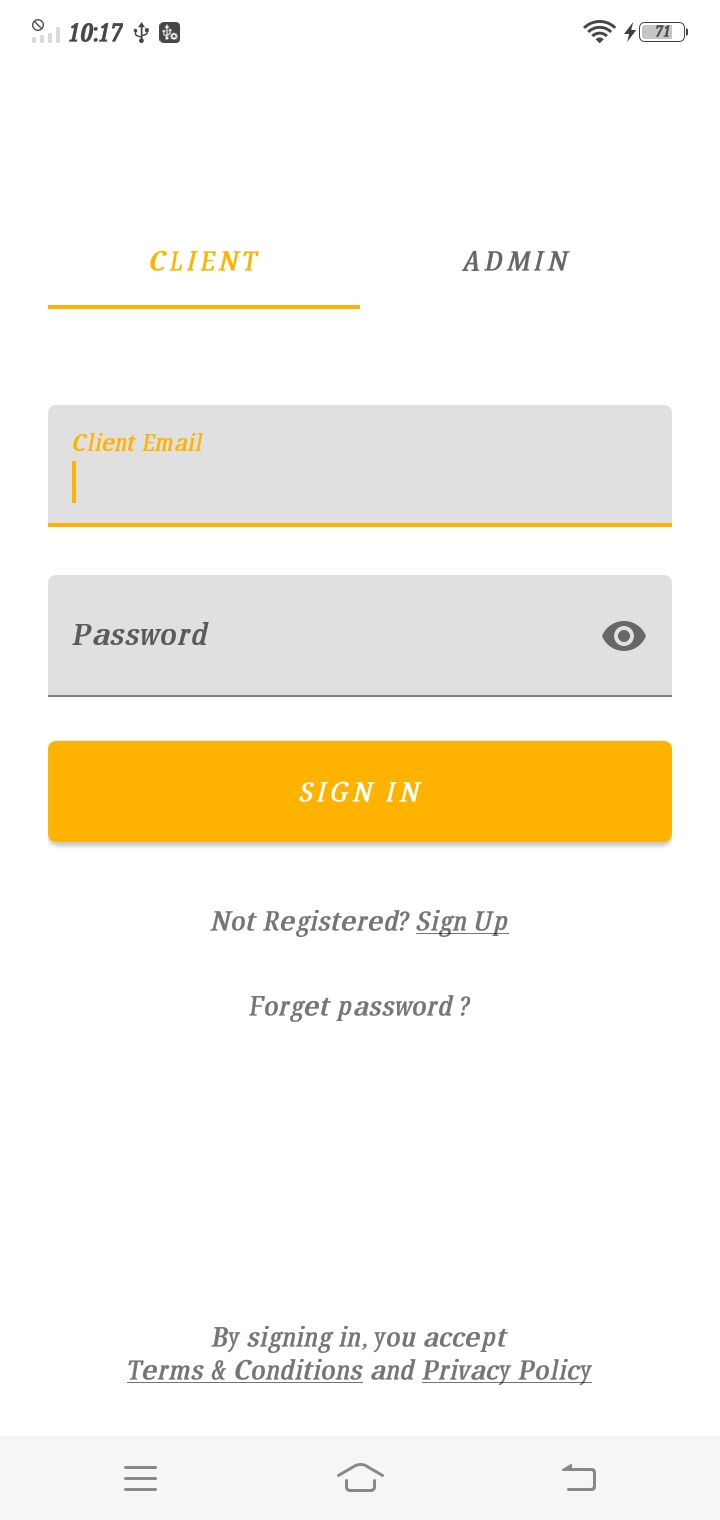 10:17
71
CLIENT
ADMIN
Client Email
Password
SIGN IN
Not Registered? Sign Up
Forget password ?
By signing in, you accept
Terms & Conditions and Privacy Policy